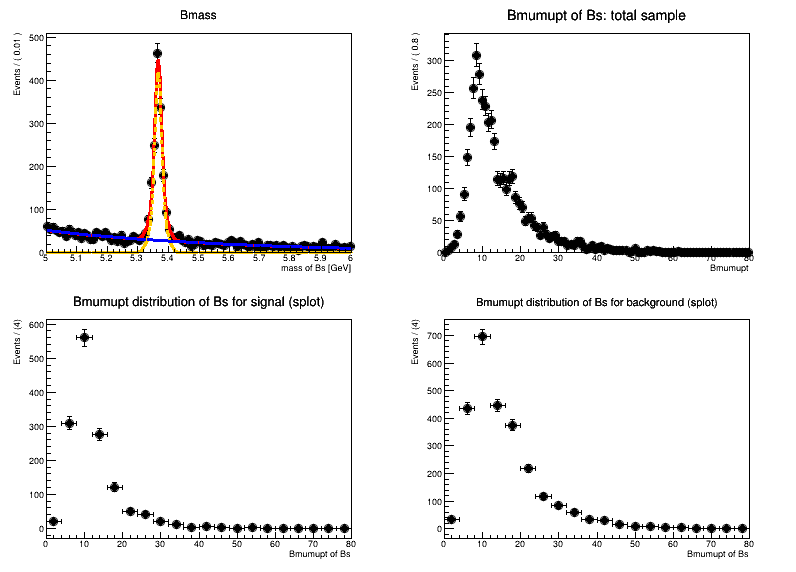 Bmass
Events / ( 0.01 )
500
400
300
200
100
0
5 5.1 5.2 5.3 5.4 5.5 5.6 5.7 5.8 5.9 6
mass of Bs [GeV]
Bmumupt of Bs: total sample
Events / ( 0.8 )
300
250
200
150
100
50
0
0 10 20 30 40 50 60 70 80
Bmumupt
Bmumupt distribution of Bs for signal (splot)
Events / (4)
600
500
400
300
200
100
0
0 10 20 30 40 50 60 70 80
Bmumupt of Bs
Bmumupt distribution of Bs for background (splot)
Events / (4)
700
600
500
400
300
200
100
0
0 10 20 30 40 50 60 70 80
Bmumupt of Bs